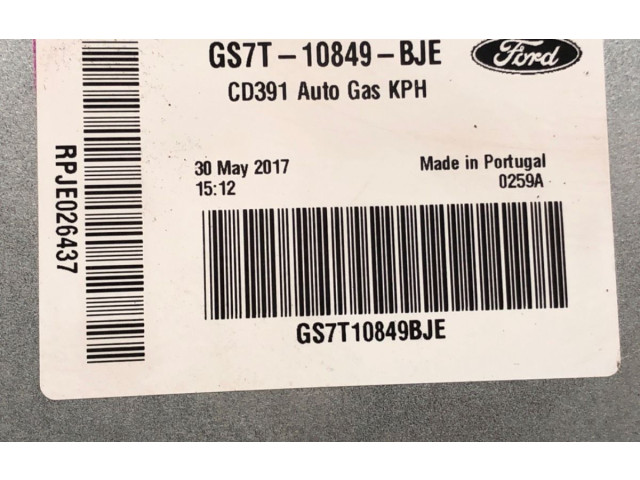 GS7T-10849-BJE
Ford
CD391 Auto Gas KPH
30 May 2017
15:12
Made in Portugal
0259A
GS7T10849BJE
RPJE026437